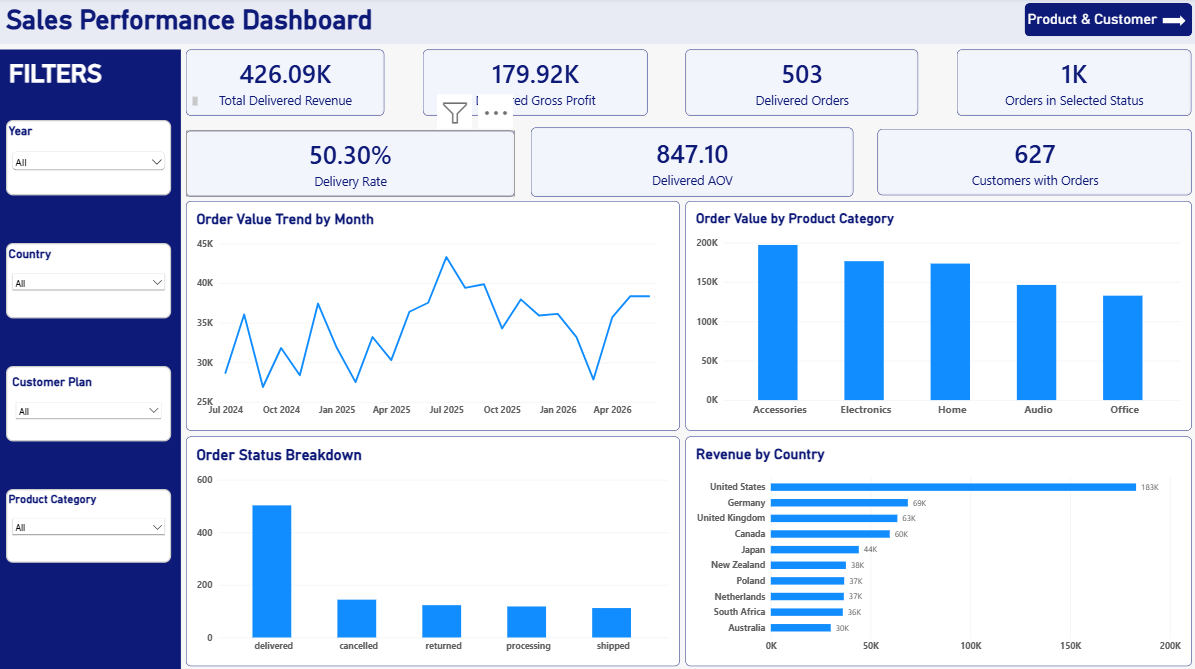 Sales Performance Dashboard
Product & Customer
FILTERS
Year
All
Country
All
Customer Plan
All
Product Category
All
426.09K
Total Delivered Revenue
179.92K
Gross Profit
503
Delivered Orders
1K
Orders in Selected Status
50.30%
Delivery Rate
847.10
Delivered AOV
627
Customers with Orders
Order Value Trend by Month
45K
40K
35K
30K
25K
Jul 2024 Oct 2024 Jan 2025 Apr 2025 Jul 2025 Oct 2025 Jan 2026 Apr 2026
Order Value by Product Category
200K
150K
100K
50K
0K
Accessories Electronics Home Audio Office
Order Status Breakdown
600
400
200
0
delivered cancelled returned processing shipped
Revenue by Country
United States 183K
Germany 69K
United Kingdom 63K
Canada 60K
Japan 44K
New Zealand 38K
Poland 37K
Netherlands 37K
South Africa 36K
Australia 30K
0K 50K 100K 150K 200K